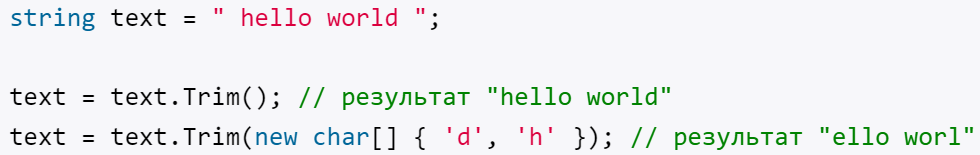 string text = " hello world ";
text = text.Trim(); // результат "hello world"
text = text.Trim(new char[] { 'd', 'h' }); // результат "ello worl"